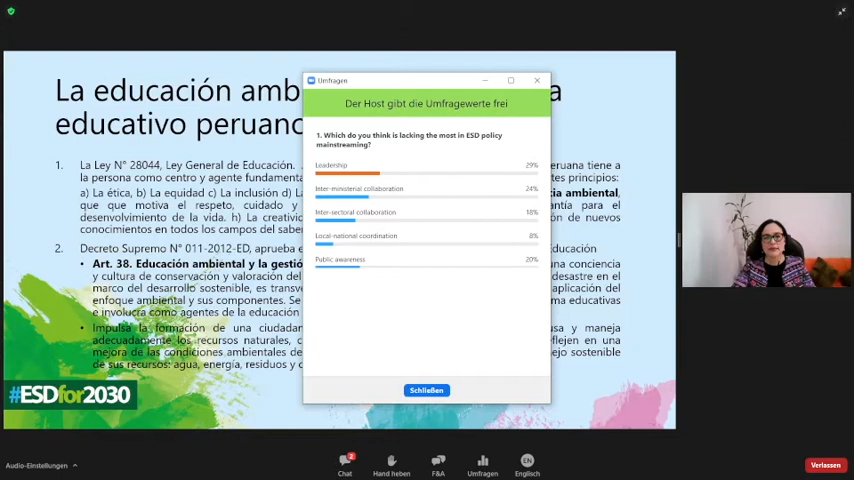 La educación amb
a
educativo peruano
Umfragen
Der Host gibt die Umfragewerte frei
1. Which do you think is lacking the most in ESD policy
mainstreaming?
Leadership 29%
Inter-ministerial collaboration 24%
Inter-sectoral collaboration 18%
Local-national coordination 8%
Public awareness 20%
Schließen
1. La Ley N° 28044, Ley General de Educación. peruana tiene a
la persona como centro y agente fundamenta tes principios:
a) La ética, b) La equidad c) La inclusión d) La cia ambiental,
que que motiva el respeto, cuidado y antía para el
desenvolvimiento de la vida. h) La creativid ón de nuevos
conocimientos en todos los campos del sabe
2. Decreto Supremo N° 011-2012-ED, aprueba e ducación
• Art. 38. Educación ambiental y la gestió una conciencia
y cultura de conservación y valoración del desastre en el
marco del desarrollo sostenible, es transve aplicación del
enfoque ambiental y sus componentes. Se ma educativas
e involucra como agentes de la educación
• Impulsa la formación de una ciudadan usa y maneja
adecuadamente los recursos naturales, c eflejen en una
mejora de las condiciones ambientales de ejo sostenible
de sus recursos: agua, energía, residuos y c
#ESDfor2030
Audio-Einstellungen
2
Chat
Hand heben
F&A
Umfragen
EN
Englisch
Verlassen